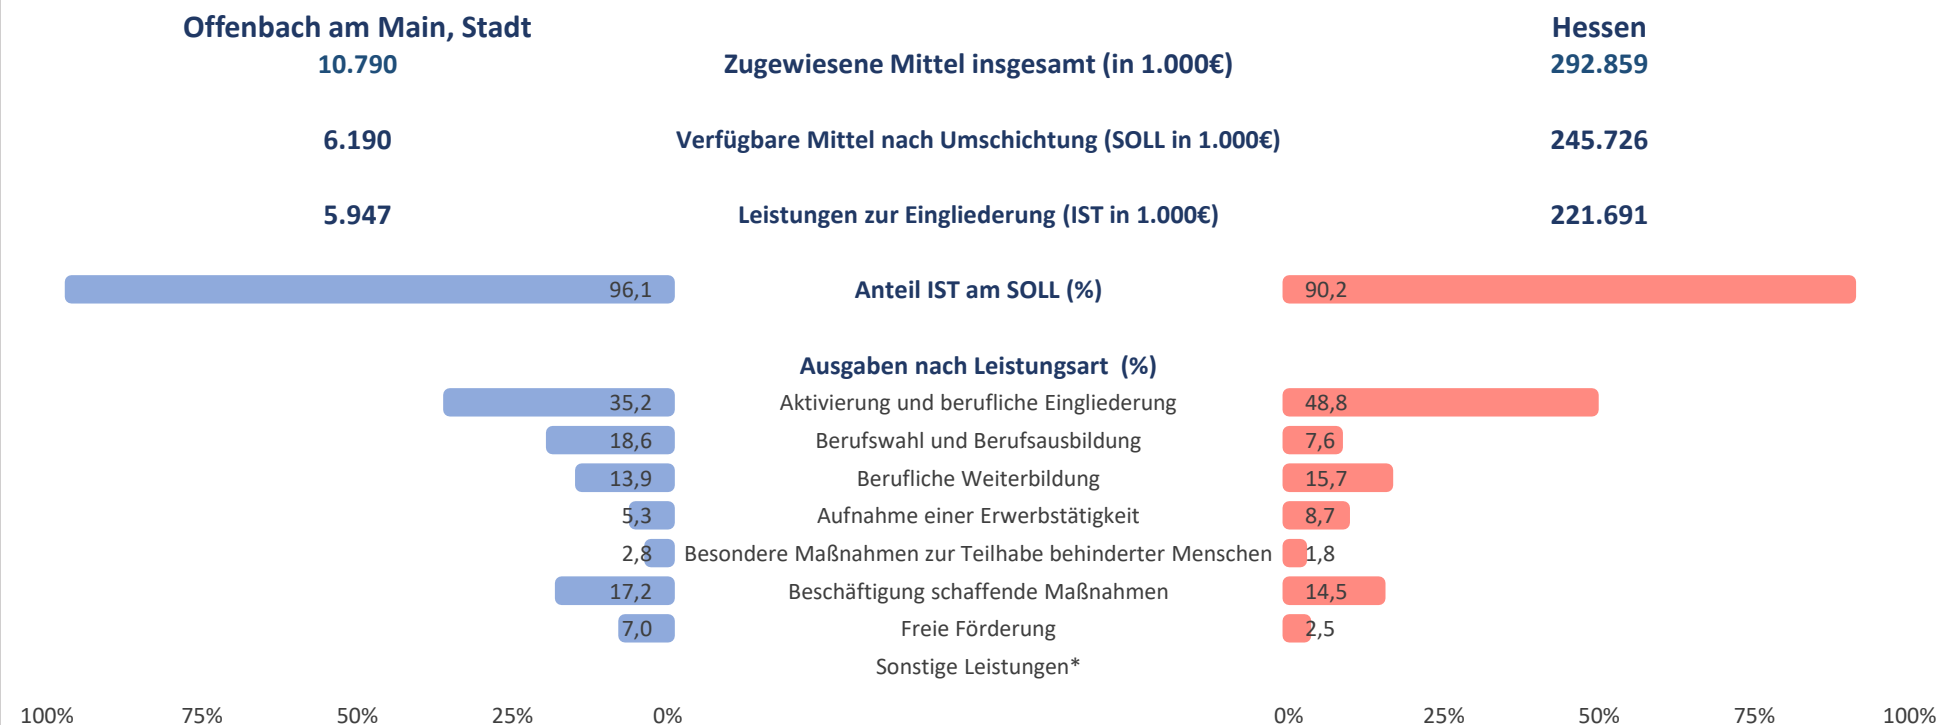 Offenbach am Main, Stadt Hessen
10.790 Zugewiesene Mittel insgesamt (in 1.000€) 292.859
6.190 Verfügbare Mittel nach Umschichtung (SOLL in 1.000€) 245.726
5.947 Leistungen zur Eingliederung (IST in 1.000€) 221.691
96,1 Anteil IST am SOLL (%) 90,2
Ausgaben nach Leistungsart (%)
35,2 Aktivierung und berufliche Eingliederung 48,8
18,6 Berufswahl und Berufsausbildung 7,6
13,9 Berufliche Weiterbildung 15,7
5,3 Aufnahme einer Erwerbstätigkeit 8,7
2,8 Besondere Maßnahmen zur Teilhabe behinderter Menschen 1,8
17,2 Beschäftigung schaffende Maßnahmen 14,5
7,0 Freie Förderung 2,5
Sonstige Leistungen*
100% 75% 50% 25% 0% 0% 25% 50% 75% 100%